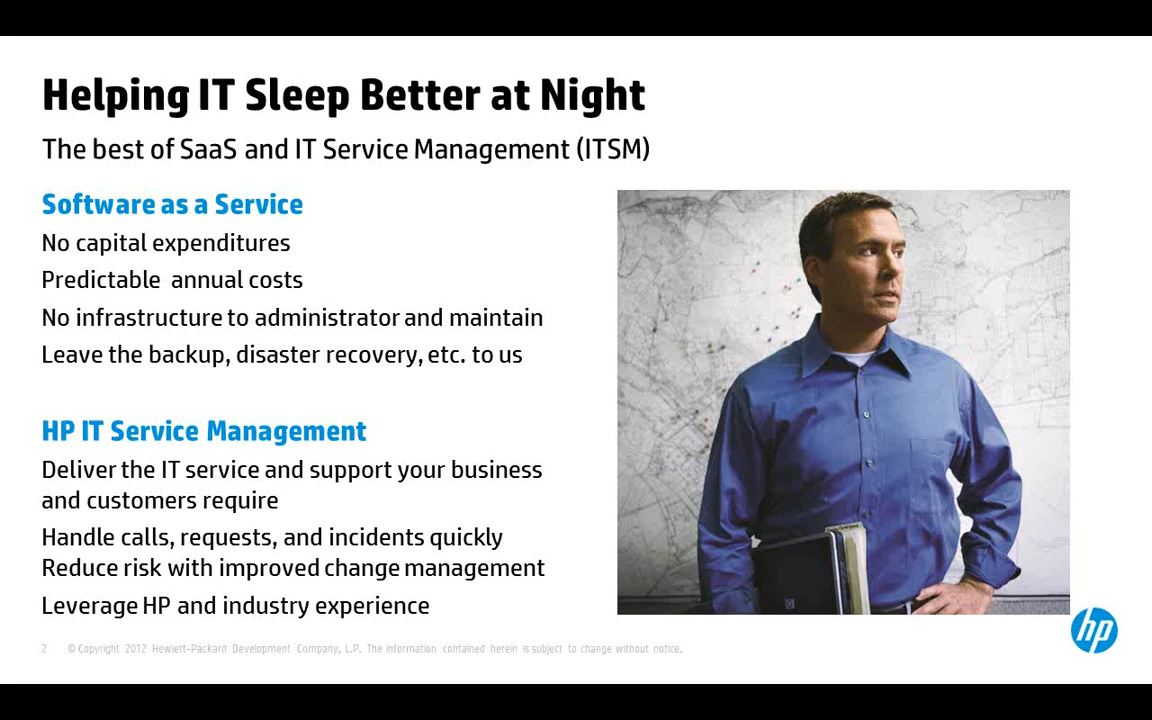 Helping IT Sleep Better at Night
The best of SaaS and IT Service Management (ITSM)
Software as a Service
No capital expenditures
Predictable annual costs
No infrastructure to administrator and maintain
Leave the backup, disaster recovery, etc. to us
HP IT Service Management
Deliver the IT service and support your business
and customers require
Handle calls, requests, and incidents quickly
Reduce risk with improved change management
Leverage HP and industry experience
hp
2 © Copyright 2012 Hewlett-Packard Development Company, L.P. The information contained herein is subject to change without notice.